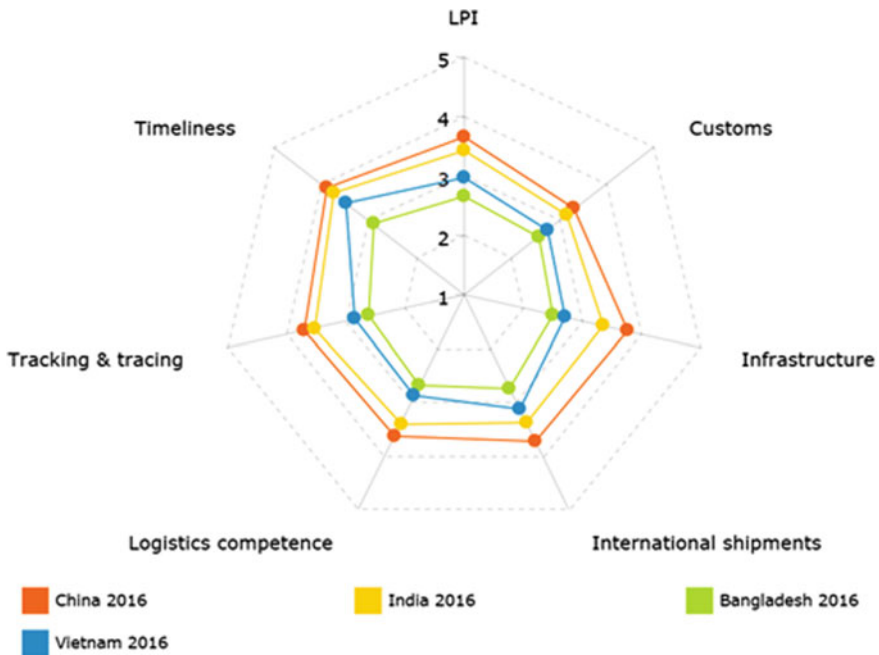 LPI
5
Timeliness
Customs
4
3
2
1
Tracking & tracing
Infrastructure
Logistics competence
International shipments
China 2016
India 2016
Bangladesh 2016
Vietnam 2016